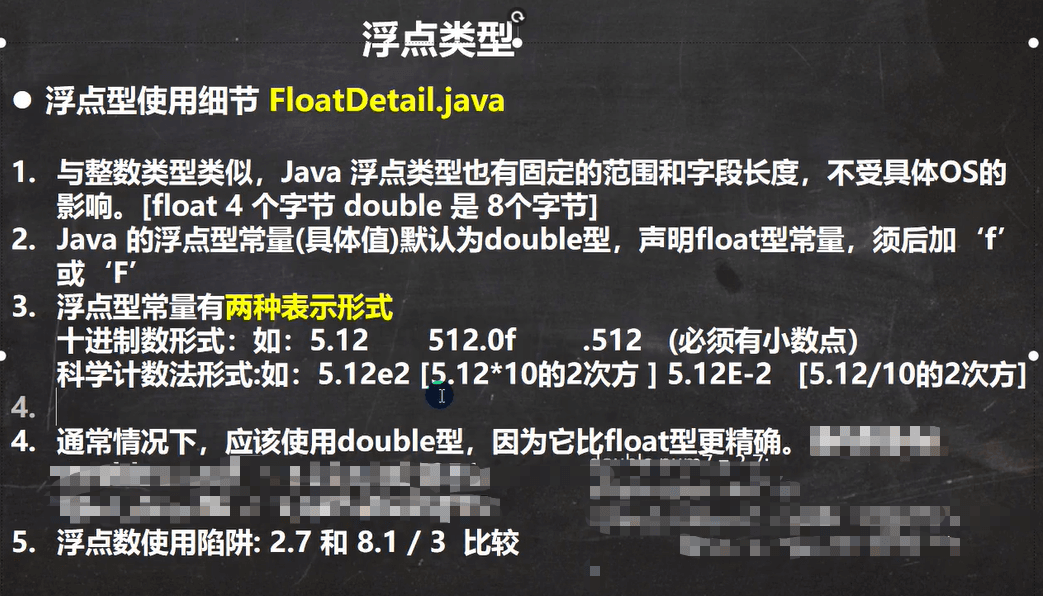 浮点类型
● 浮点型使用细节 FloatDetail.java
1. 与整数类型类似，Java 浮点类型也有固定的范围和字段长度，不受具体OS的
影响。[float 4 个字节 double 是 8个字节]
2. Java 的浮点型常量(具体值)默认为double型，声明float型常量，须后加‘f’
或‘F’
3. 浮点型常量有两种表示形式
十进制数形式：如：5.12 512.0f .512 (必须有小数点）
科学计数法形式:如：5.12e2 [5.12*10的2次方 ] 5.12E-2 [5.12/10的2次方]
4.
4. 通常情况下，应该使用double型，因为它比float型更精确。
5. 浮点数使用陷阱: 2.7 和 8.1 / 3 比较